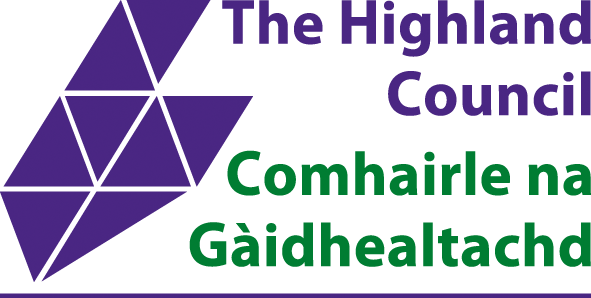 The Highland
Council
Comhairle na
Gàidhealtachd